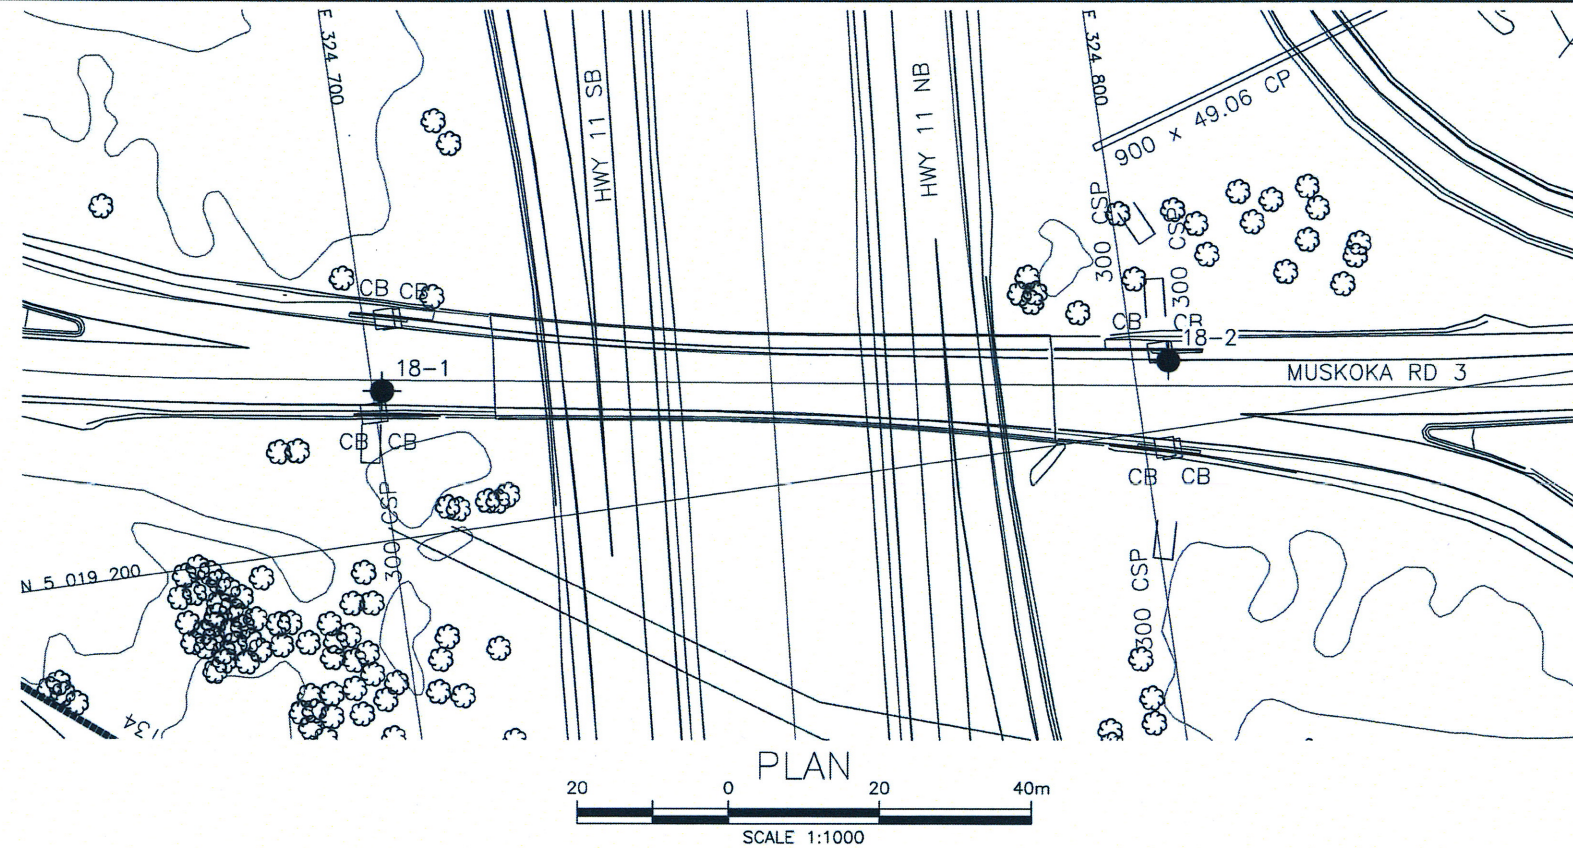 E 324 700
HWY 11 SB
HWY 11 NB
E 324 800
900 x 49.06 CP
300 CSP
300 CSP
CB CB
CB CB
18-1
18-2
MUSKOKA RD 3
CB CB
CB CB
300 CSP
300 CSP
N 5 019 200
PLAN
20 0 20 40m
SCALE 1:1000